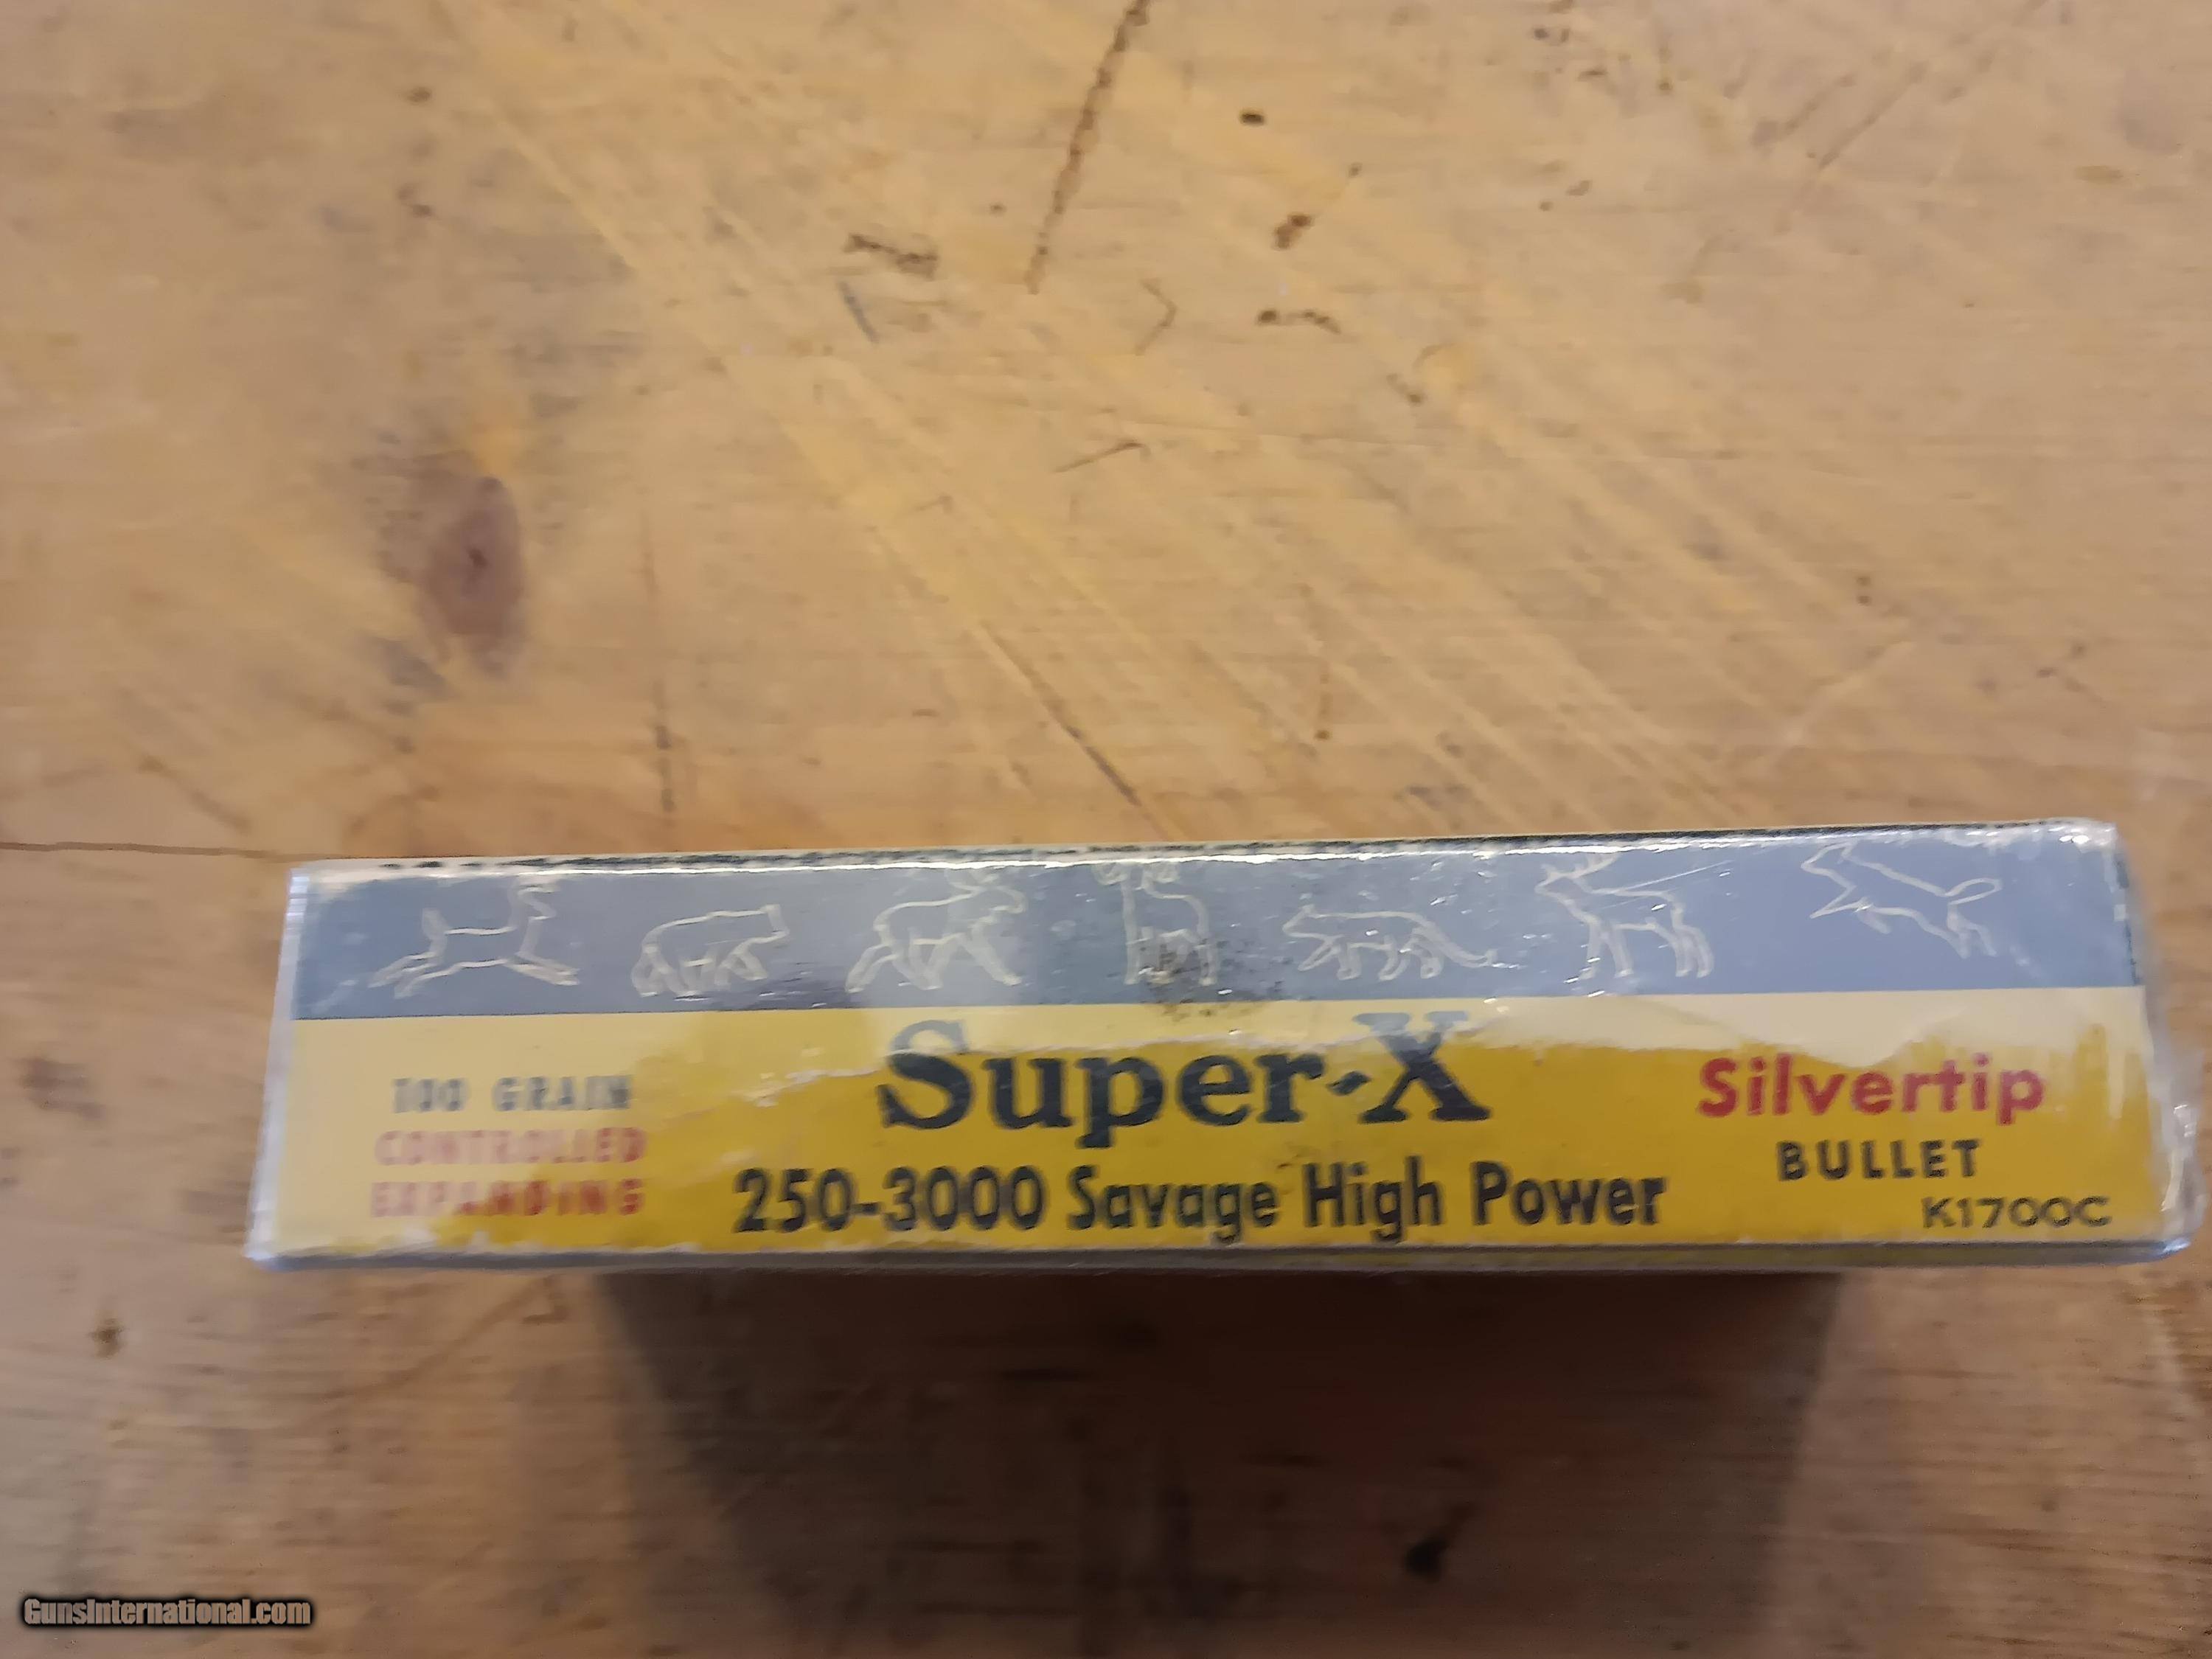 Super-X
100 GRAIN
CONTROLLED
EXPANDING
250-3000 Savage High Power
Silvertip
BULLET
K1700C
GunsInternational.com